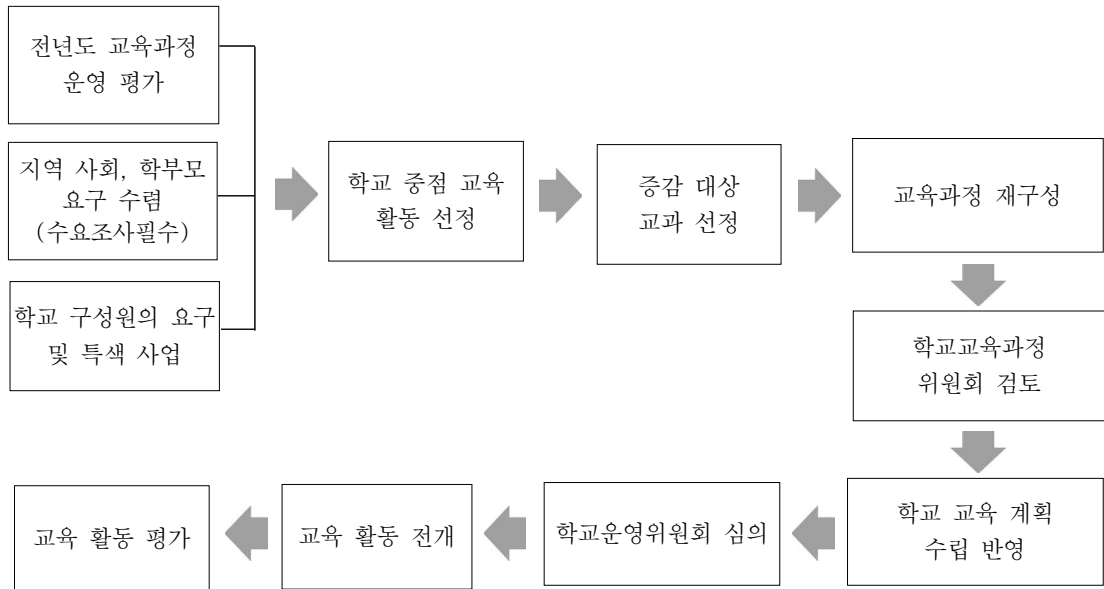 전년도 교육과정
운영 평가
지역 사회, 학부모
요구 수렴
(수요조사필수)
학교 구성원의 요구
및 특색 사업
학교 중점 교육
활동 선정
증감 대상
교과 선정
교육과정 재구성
학교교육과정
위원회 검토
학교 교육 계획
수립 반영
학교운영위원회 심의
교육 활동 전개
교육 활동 평가